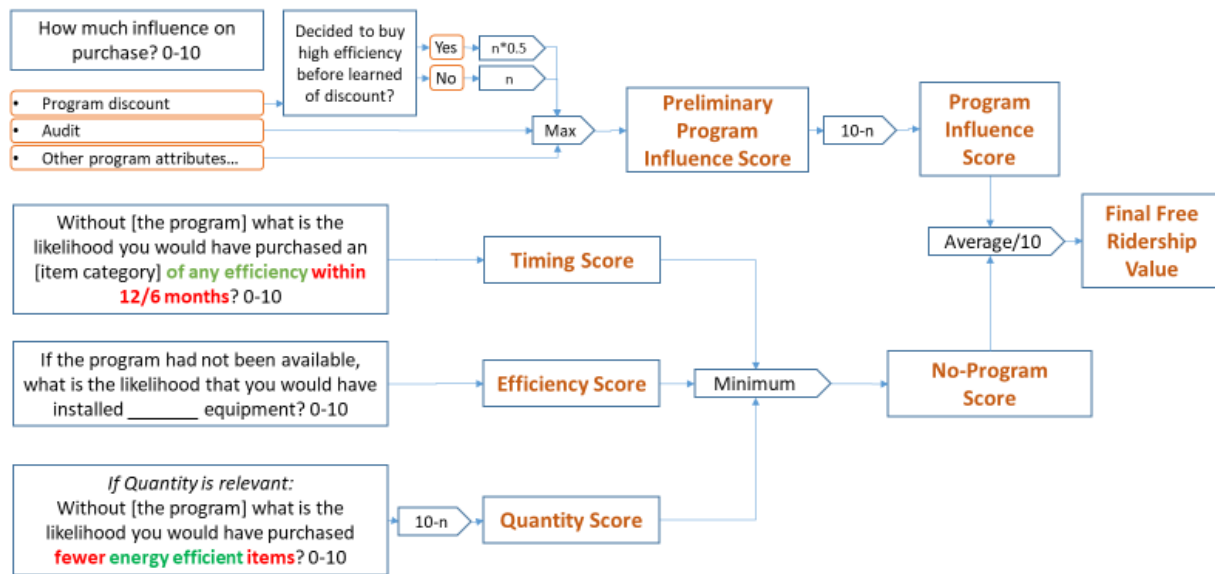 How much influence on
purchase? 0-10
Decided to buy
high efficiency
before learned
of discount?
Yes
n*0.5
No
n
• Program discount
• Audit
• Other program attributes...
Max
Preliminary
Program
Influence Score
10-n
Program
Influence
Score
Without [the program] what is the
likelihood you would have purchased an
[item category] of any efficiency within
12/6 months? 0-10
Timing Score
Average/10
Final Free
Ridership
Value
If the program had not been available,
what is the likelihood that you would have
installed _______ equipment? 0-10
Efficiency Score
Minimum
No-Program
Score
If Quantity is relevant:
Without [the program] what is the
likelihood you would have purchased
fewer energy efficient items? 0-10
10-n
Quantity Score